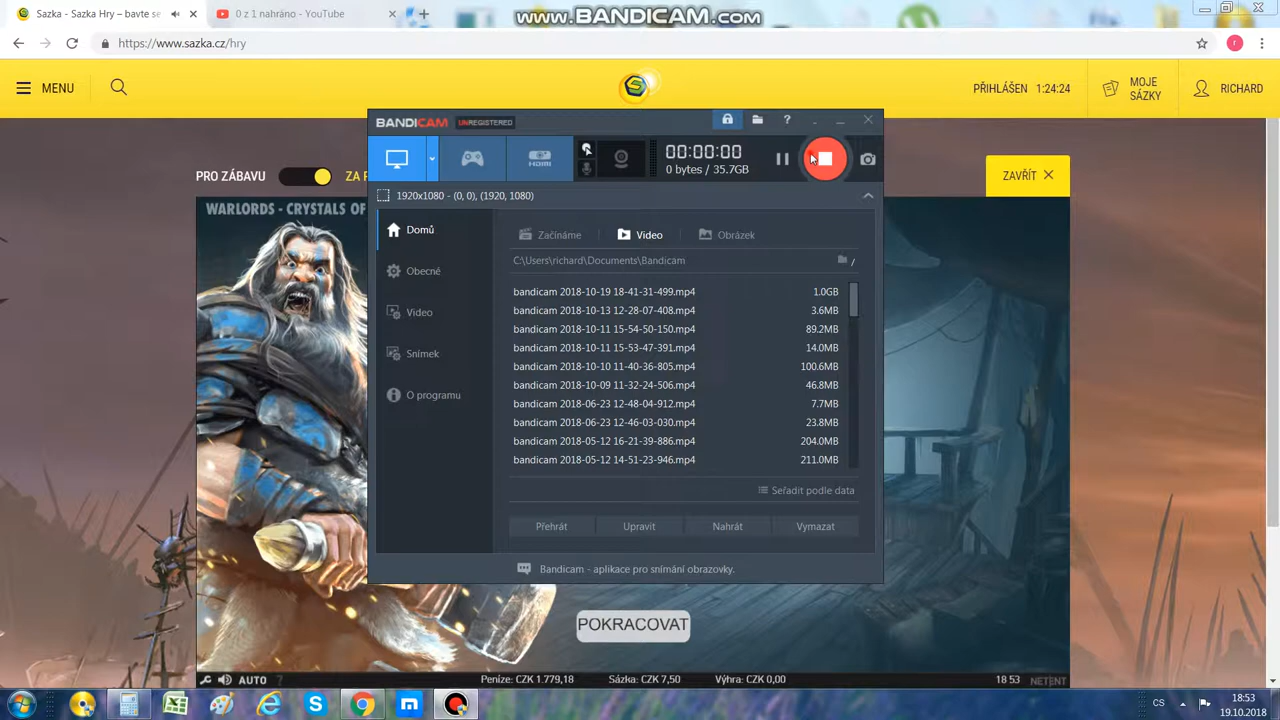 Sazka - Sazka Hry - bavte se
0 z 1 nahráno - YouTube
www.BANDICAM.com
https://www.sazka.cz/hry
r
MENU
PŘIHLÁŠEN 1:24:24
MOJE
SÁZKY
RICHARD
BANDICAM UNREGISTERED
?
HDMI
00:00:00
0 bytes / 35.7GB
PRO ZÁBAVU
ZAVŘÍT
1920x1080 - (0, 0), (1920, 1080)
WARLORDS - CRYSTALS OF
Domů
Obecné
Video
Snímek
O programu
Začínáme
Video
Obrázek
C:\Users\richard\Documents\Bandicam
/
bandicam 2018-10-19 18-41-31-499.mp4 1.0GB
bandicam 2018-10-13 12-28-07-408.mp4 3.6MB
bandicam 2018-10-11 15-54-50-150.mp4 89.2MB
bandicam 2018-10-11 15-53-47-391.mp4 14.0MB
bandicam 2018-10-10 11-40-36-805.mp4 100.6MB
bandicam 2018-10-09 11-32-24-506.mp4 46.8MB
bandicam 2018-06-23 12-48-04-912.mp4 7.7MB
bandicam 2018-06-23 12-46-03-030.mp4 23.8MB
bandicam 2018-05-12 16-21-39-886.mp4 204.0MB
bandicam 2018-05-12 14-51-23-946.mp4 211.0MB
Seřadit podle data
Přehrát
Upravit
Nahrát
Vymazat
Bandicam - aplikace pro snímání obrazovky.
POKRACOVAT
AUTO
?
Peníze: CZK 1.779,18
Sázka: CZK 7,50
Výhra: CZK 0,00
18 53
NETENT
CS
18:53
19.10.2018